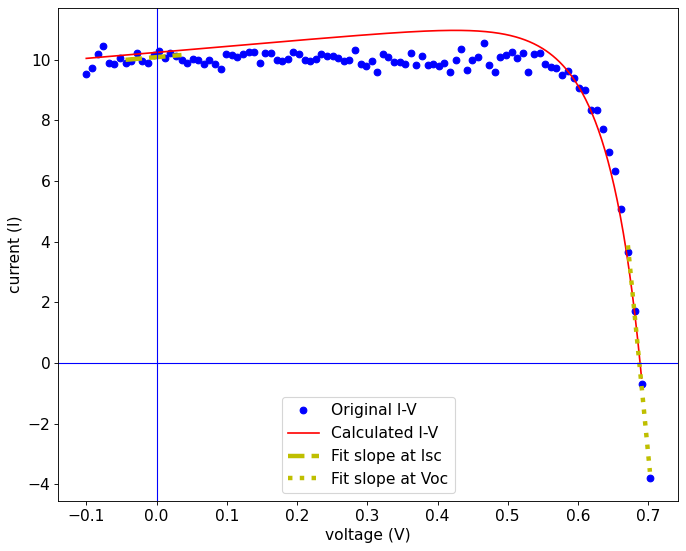 10
8
6
4
2
0
−2
−4
current (I)
Original I-V
Calculated I-V
Fit slope at Isc
Fit slope at Voc
−0.1 0.0 0.1 0.2 0.3 0.4 0.5 0.6 0.7
voltage (V)